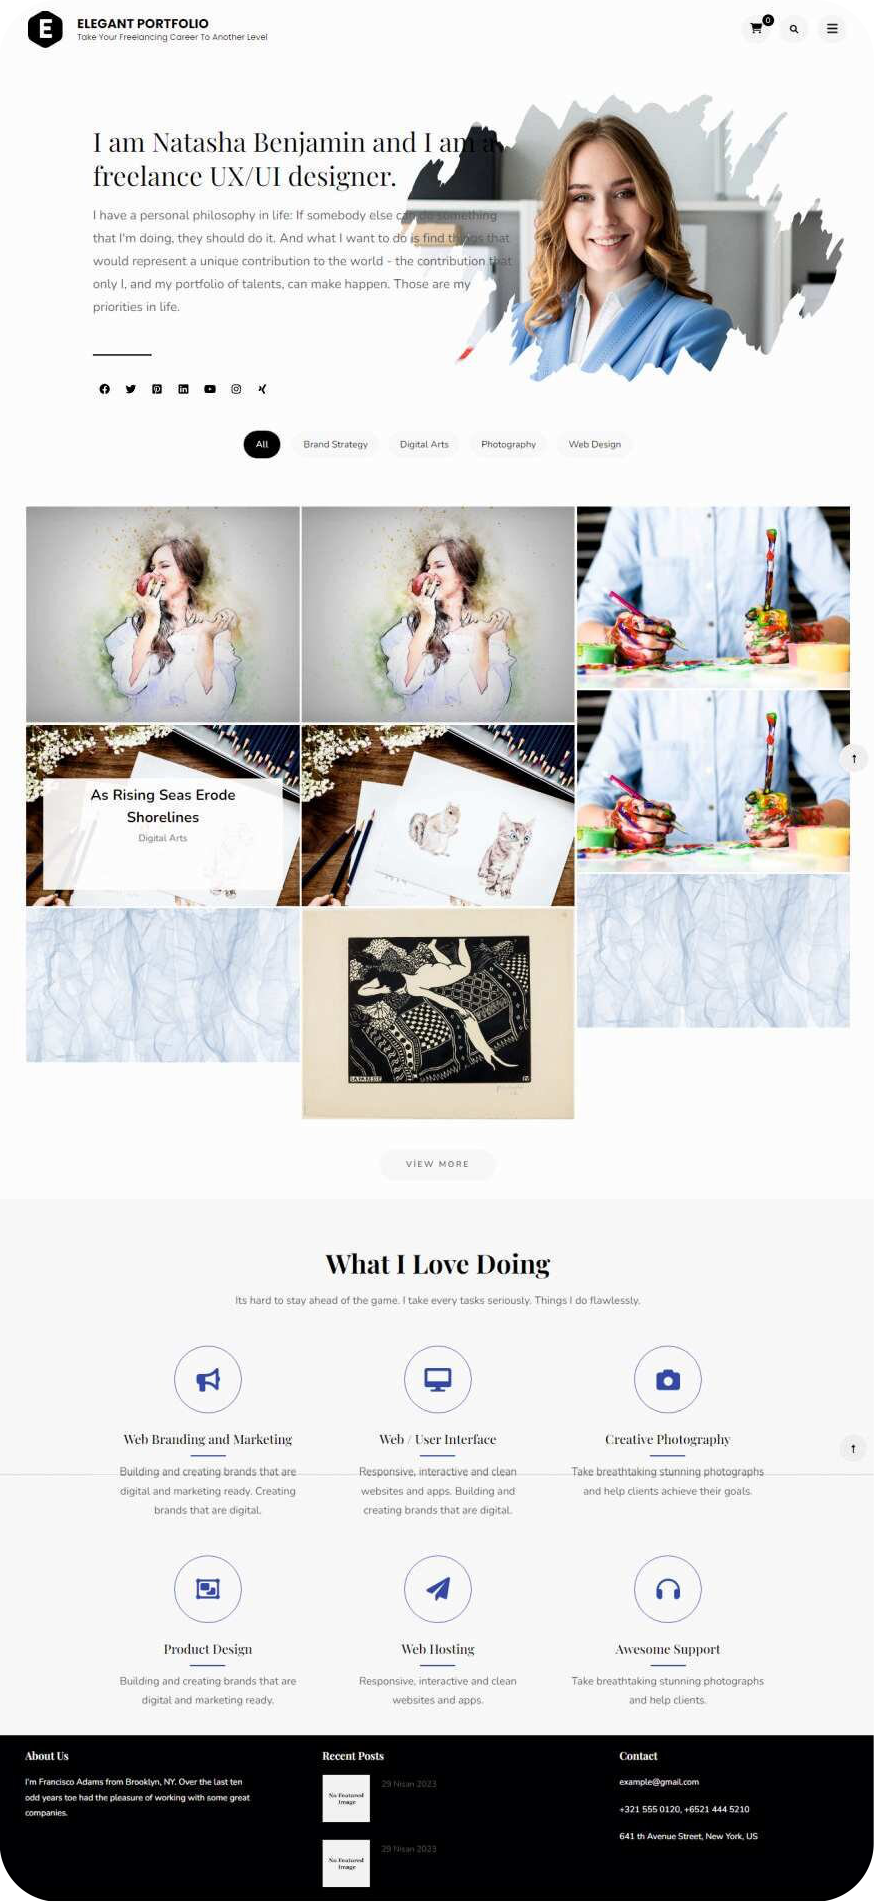 E
ELEGANT PORTFOLIO
Take Your Freelancing Career To Another Level
0
I am Natasha Benjamin and I am a
freelance UX/UI designer.
I have a personal philosophy in life: If somebody else can do something
that I'm doing, they should do it. And what I want to do is find things that
would represent a unique contribution to the world - the contribution that
only I, and my portfolio of talents, can make happen. Those are my
priorities in life.
All Brand Strategy Digital Arts Photography Web Design
As Rising Seas Erode
Shorelines
Digital Arts
VİEW MORE
What I Love Doing
Its hard to stay ahead of the game. I take every tasks seriously. Things I do flawlessly.
Web Branding and Marketing
Building and creating brands that are
digital and marketing ready. Creating
brands that are digital.
Web / User Interface
Responsive, interactive and clean
websites and apps. Building and
creating brands that are digital.
Creative Photography
Take breathtaking stunning photographs
and help clients achieve their goals.
Product Design
Building and creating brands that are
digital and marketing ready.
Web Hosting
Responsive, interactive and clean
websites and apps.
Awesome Support
Take breathtaking stunning photographs
and help clients.
About Us
I'm Francisco Adams from Brooklyn, NY. Over the last ten
odd years toe had the pleasure of working with some great
companies.
Recent Posts
No Featured
Image
29 Nisan 2023
No Featured
Image
29 Nisan 2023
Contact
example@gmail.com
+321 555 0120, +6521 444 5210
641 th Avenue Street, New York, US